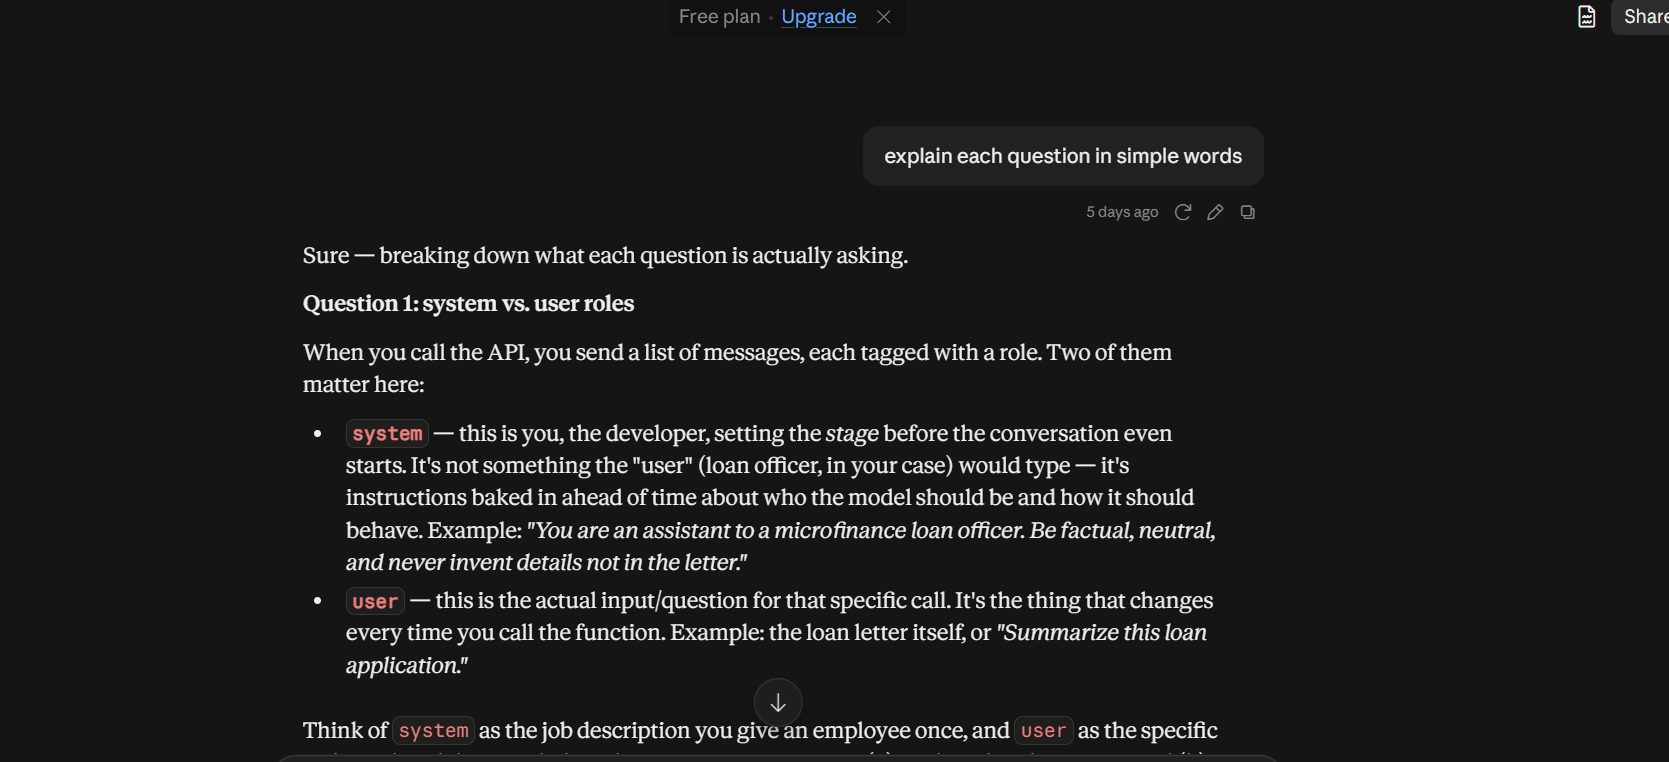 Free plan · Upgrade
Share
explain each question in simple words
5 days ago
Sure — breaking down what each question is actually asking.
Question 1: system vs. user roles
When you call the API, you send a list of messages, each tagged with a role. Two of them
matter here:
• system — this is you, the developer, setting the stage before the conversation even
starts. It's not something the "user" (loan officer, in your case) would type — it's
instructions baked in ahead of time about who the model should be and how it should
behave. Example: "You are an assistant to a microfinance loan officer. Be factual, neutral,
and never invent details not in the letter."
• user — this is the actual input/question for that specific call. It's the thing that changes
every time you call the function. Example: the loan letter itself, or "Summarize this loan
application."
Think of system as the job description you give an employee once, and user as the specific